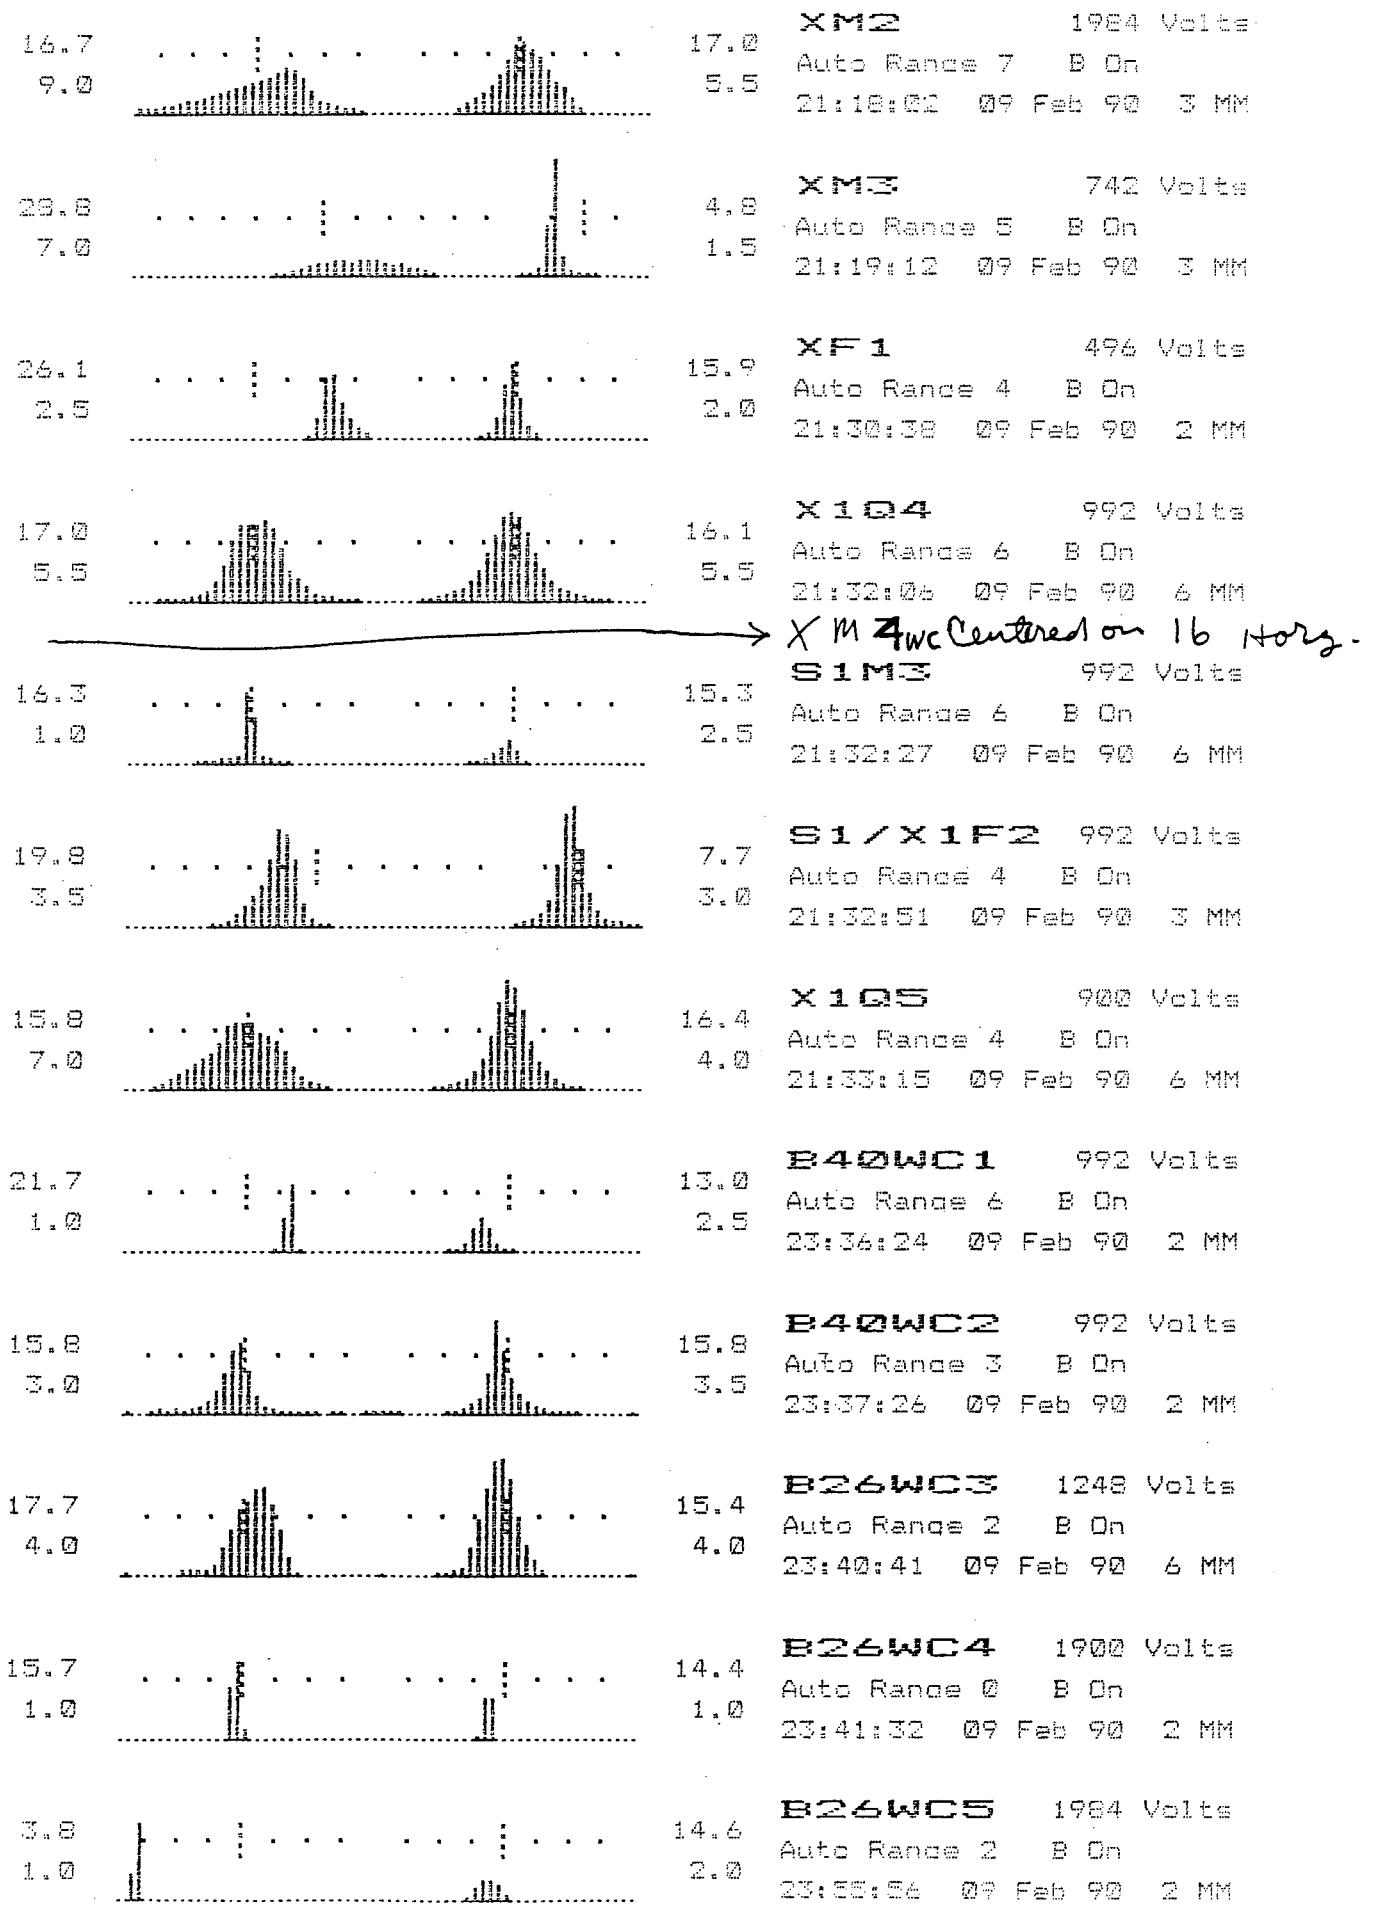 16.7 17.0 XM2 1984 Volts
9.0 5.5 Auto Range 7 B On
21:18:02 09 Feb 90 3 MM
28.8 4.8 XM3 742 Volts
7.0 1.5 Auto Range 5 B On
21:19:12 09 Feb 90 3 MM
26.1 15.9 XF1 496 Volts
2.5 2.0 Auto Range 4 B On
21:30:38 09 Feb 90 2 MM
17.0 16.1 X1Q4 992 Volts
5.5 5.5 Auto Range 6 B On
21:32:06 09 Feb 90 6 MM
X M 4 WC Centered on 16 Horz.
16.3 15.3 S1M3 992 Volts
1.0 2.5 Auto Range 6 B On
21:32:27 09 Feb 90 6 MM
19.8 7.7 S1/X1F2 992 Volts
3.5 3.0 Auto Range 4 B On
21:32:51 09 Feb 90 3 MM
15.8 16.4 X1Q5 900 Volts
7.0 4.0 Auto Range 4 B On
21:33:15 09 Feb 90 6 MM
21.7 13.0 B40WC1 992 Volts
1.0 2.5 Auto Range 6 B On
23:36:24 09 Feb 90 2 MM
15.8 15.8 B40WC2 992 Volts
3.0 3.5 Auto Range 3 B On
23:37:26 09 Feb 90 2 MM
17.7 15.4 B26WC3 1248 Volts
4.0 4.0 Auto Range 2 B On
23:40:41 09 Feb 90 6 MM
15.7 14.4 B26WC4 1900 Volts
1.0 1.0 Auto Range 0 B On
23:41:32 09 Feb 90 2 MM
3.8 14.6 B26WC5 1984 Volts
1.0 2.0 Auto Range 2 B On
23:55:56 09 Feb 90 2 MM